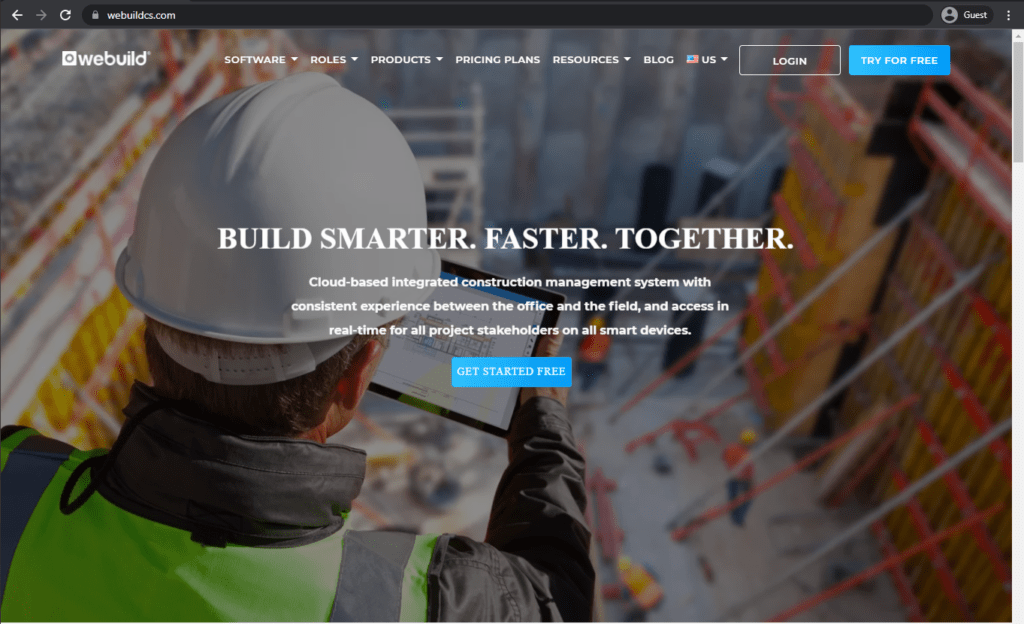 webuildcs.com
Guest
webuild
SOFTWARE
ROLES
PRODUCTS
PRICING PLANS
RESOURCES
BLOG
US
LOGIN
TRY FOR FREE
BUILD SMARTER. FASTER. TOGETHER.
Cloud-based integrated construction management system with
consistent experience between the office and the field, and access in
real-time for all project stakeholders on all smart devices.
GET STARTED FREE